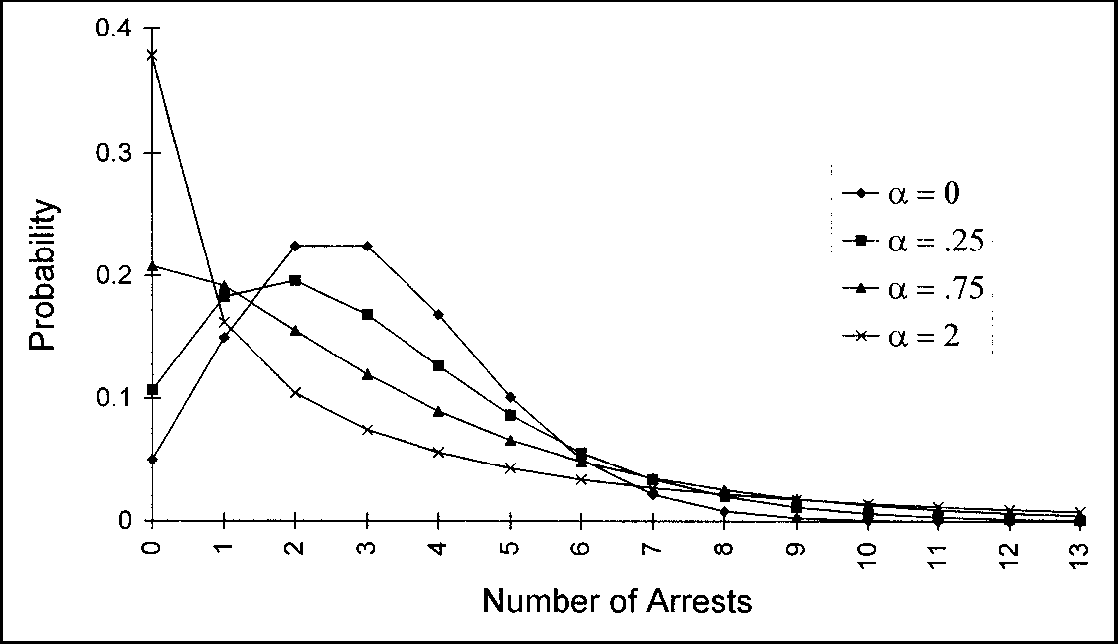 0.4
0.3
0.2
0.1
0
Probability
0 1 2 3 4 5 6 7 8 9 10 11 12 13
Number of Arrests
α = 0
α = .25
α = .75
α = 2